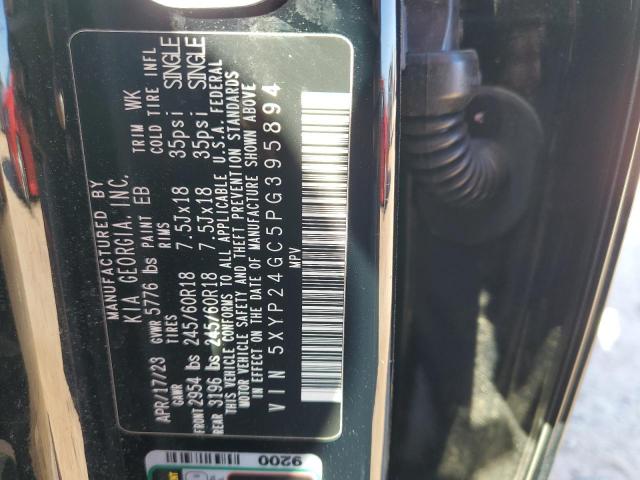 MANUFACTURED BY
KIA GEORGIA, INC.
APR/17/23 GVWR 5776 lbs PAINT EB TRIM WK
GAWR TIRES RIMS COLD TIRE INFL
FRONT 2954 lbs 245/60R18 7.5Jx18 35psi SINGLE
REAR 3196 lbs 245/60R18 7.5Jx18 35psi SINGLE
THIS VEHICLE CONFORMS TO ALL APPLICABLE U.S.A. FEDERAL
MOTOR VEHICLE SAFETY AND THEFT PREVENTION STANDARDS
IN EFFECT ON THE DATE OF MANUFACTURE SHOWN ABOVE
VIN 5XYP24GC5PG395894
MPV
9200